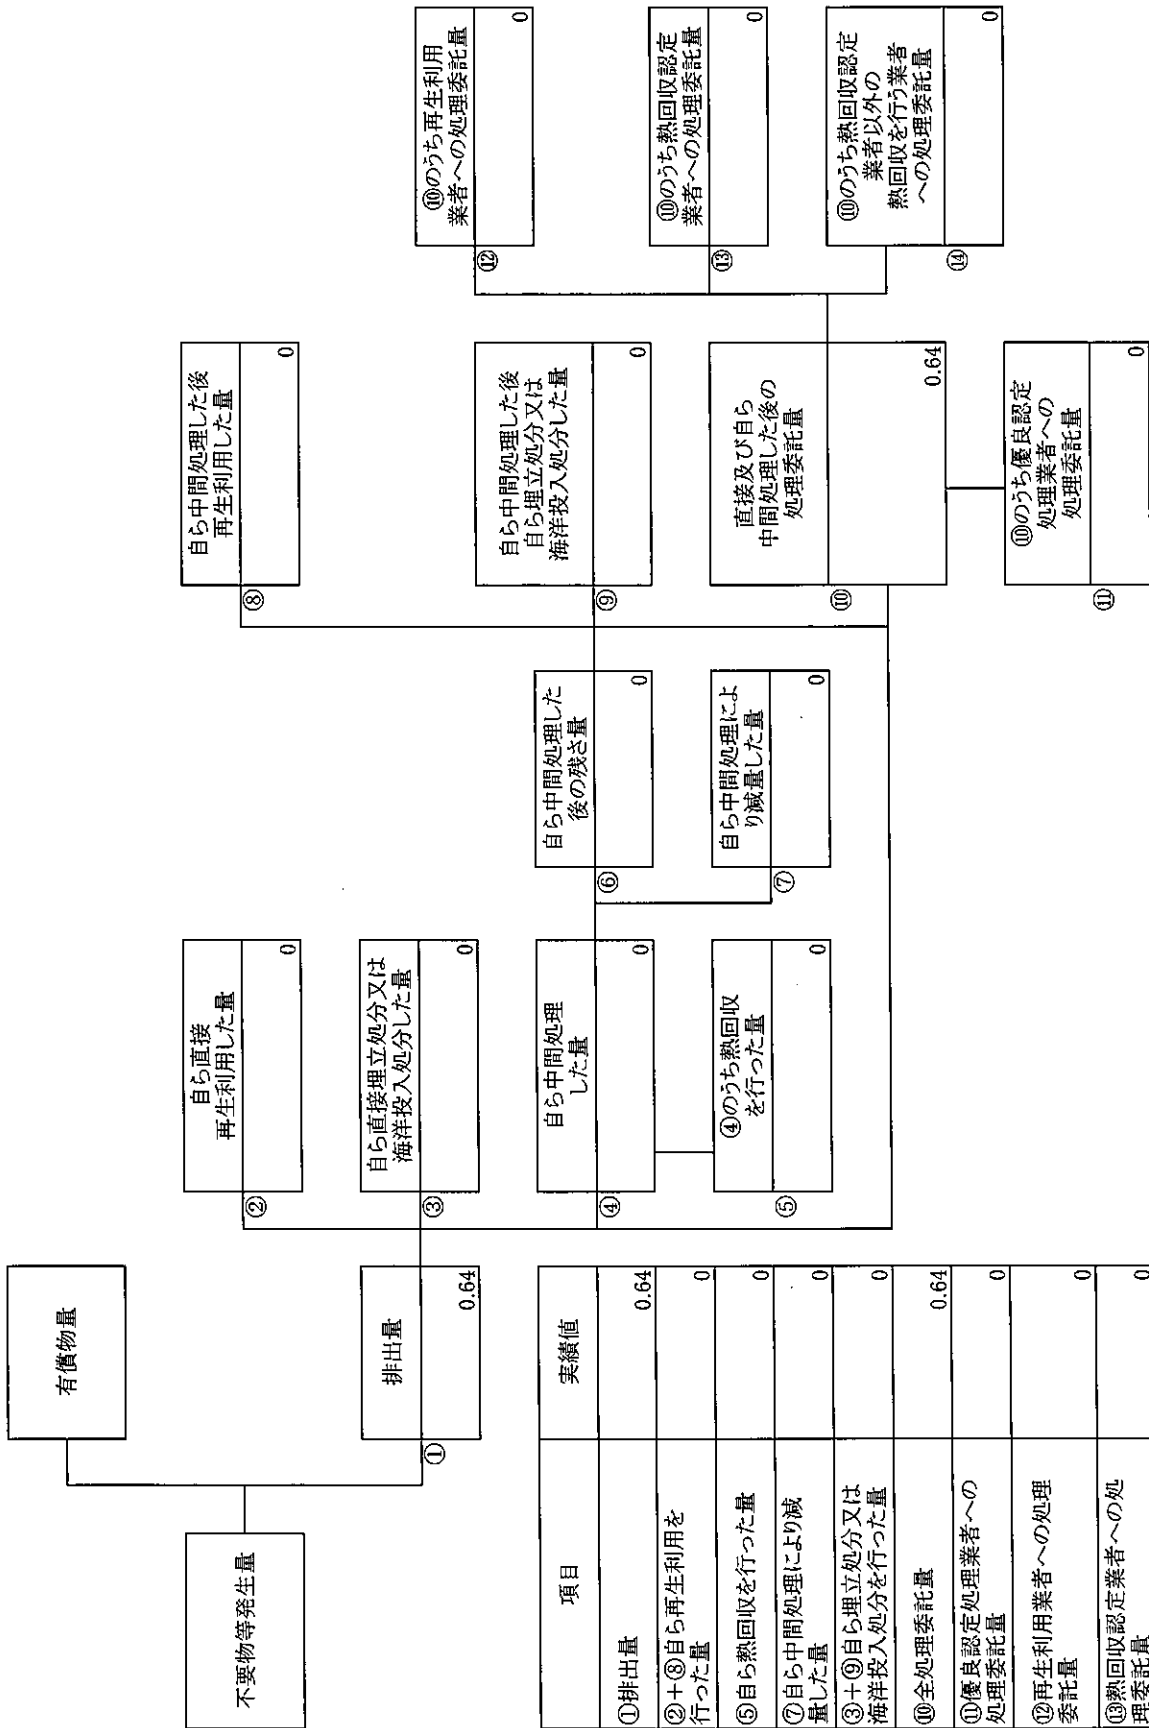 不要物等発生量
有償物量
①
排出量
0.64
②
自ら直接
再生利用した量
0
③
自ら直接埋立処分又は
海洋投入処分した量
0
④
自ら中間処理
した量
0
⑤
④のうち熱回収
を行った量
0
⑥
自ら中間処理した
後の残さ量
0
⑦
自ら中間処理によ
り減量した量
0
⑧
自ら中間処理した後
再生利用した量
0
⑨
自ら中間処理した後
自ら埋立処分又は
海洋投入処分した量
0
⑩
直接及び自ら
中間処理した後の
処理委託量
0.64
⑪
⑩のうち優良認定
処理業者への
処理委託量
0
⑫
⑩のうち再生利用
業者への処理委託量
0
⑬
⑩のうち熱回収認定
業者への処理委託量
0
⑭
⑩のうち熱回収認定
業者以外の
熱回収を行う業者
への処理委託量
0
項目 実績値
①排出量 0.64
②+⑧自ら再生利用を
行った量 0
⑤自ら熱回収を行った量 0
⑦自ら中間処理により減
量した量 0
③+⑨自ら埋立処分又は
海洋投入処分を行った量 0
⑩全処理委託量 0.64
⑪優良認定処理業者への
処理委託量 0
⑫再生利用業者への処理
委託量 0
⑬熱回収認定業者への処
理委託量 0